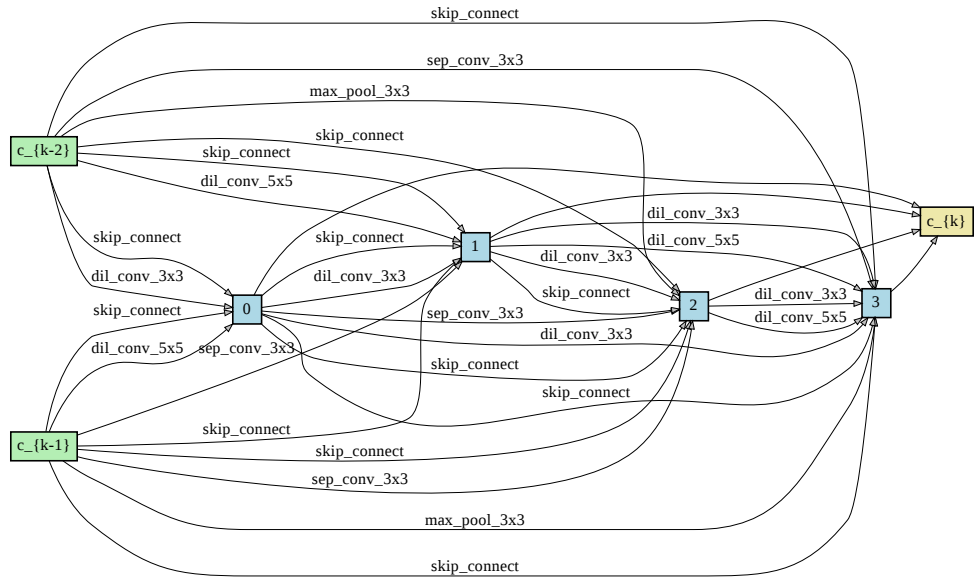 skip_connect
sep_conv_3x3
max_pool_3x3
skip_connect
c_{k-2}
skip_connect
dil_conv_5x5
dil_conv_3x3
c_{k}
skip_connect
skip_connect
1
dil_conv_5x5
dil_conv_3x3
dil_conv_3x3
dil_conv_3x3
skip_connect
dil_conv_3x3
skip_connect
0
sep_conv_3x3
2
3
dil_conv_5x5
dil_conv_5x5
sep_conv_3x3
dil_conv_3x3
skip_connect
skip_connect
skip_connect
c_{k-1}
skip_connect
sep_conv_3x3
max_pool_3x3
skip_connect